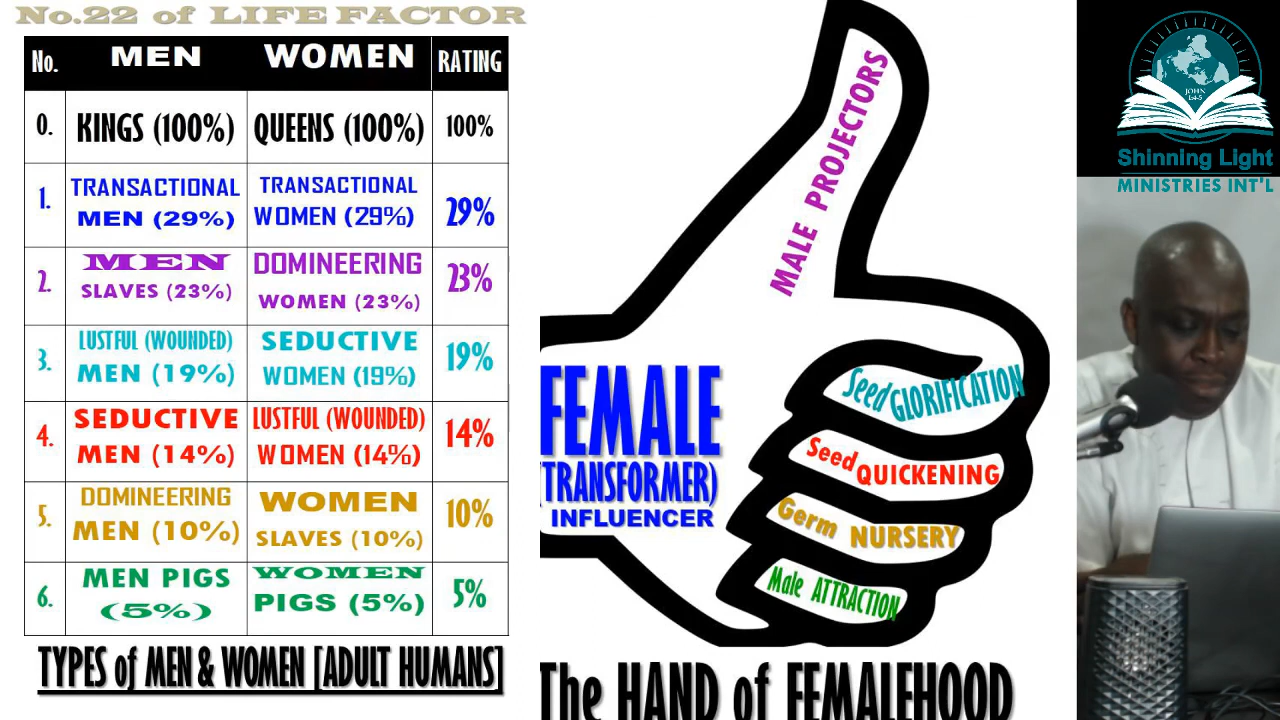 No.22 of LIFE FACTOR
No. MEN WOMEN RATING
0. KINGS (100%) QUEENS (100%) 100%
1. TRANSACTIONAL MEN (29%) TRANSACTIONAL WOMEN (29%) 29%
2. MEN SLAVES (23%) DOMINEERING WOMEN (23%) 23%
3. LUSTFUL (WOUNDED) MEN (19%) SEDUCTIVE WOMEN (19%) 19%
4. SEDUCTIVE MEN (14%) LUSTFUL (WOUNDED) WOMEN (14%) 14%
5. DOMINEERING MEN (10%) WOMEN SLAVES (10%) 10%
6. MEN PIGS (5%) WOMEN PIGS (5%) 5%
TYPES of MEN & WOMEN [ADULT HUMANS]
MALE PROJECTORS
FEMALE
(TRANSFORMER)
INFLUENCER
Seed GLORIFICATION
Seed QUICKENING
Germ NURSERY
Male ATTRACTION
The HAND of FEMALEHOOD
JOHN
1:4-5
Shinning Light
MINISTRIES INT'L